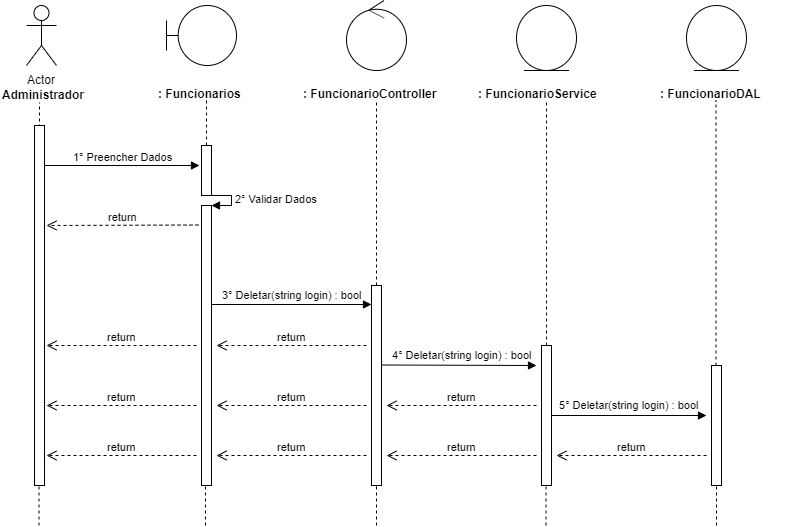 Actor
Administrador
: Funcionarios
: FuncionarioController
: FuncionarioService
: FuncionarioDAL
1° Preencher Dados
2° Validar Dados
return
3° Deletar(string login) : bool
return
return
4° Deletar(string login) : bool
return
return
return
5° Deletar(string login) : bool
return
return
return
return